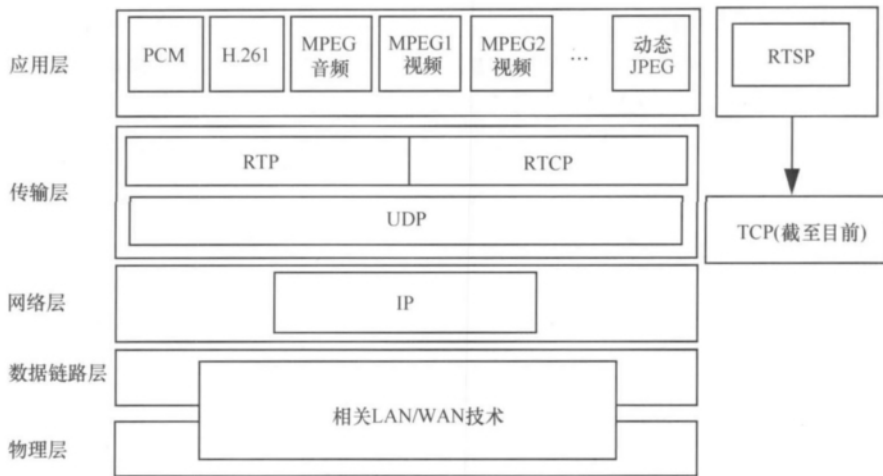 应用层
PCM
H.261
MPEG
音频
MPEG1
视频
MPEG2
视频
…
动态
JPEG
RTSP
传输层
RTP
RTCP
UDP
TCP(截至目前)
网络层
IP
数据链路层
相关LAN/WAN技术
物理层